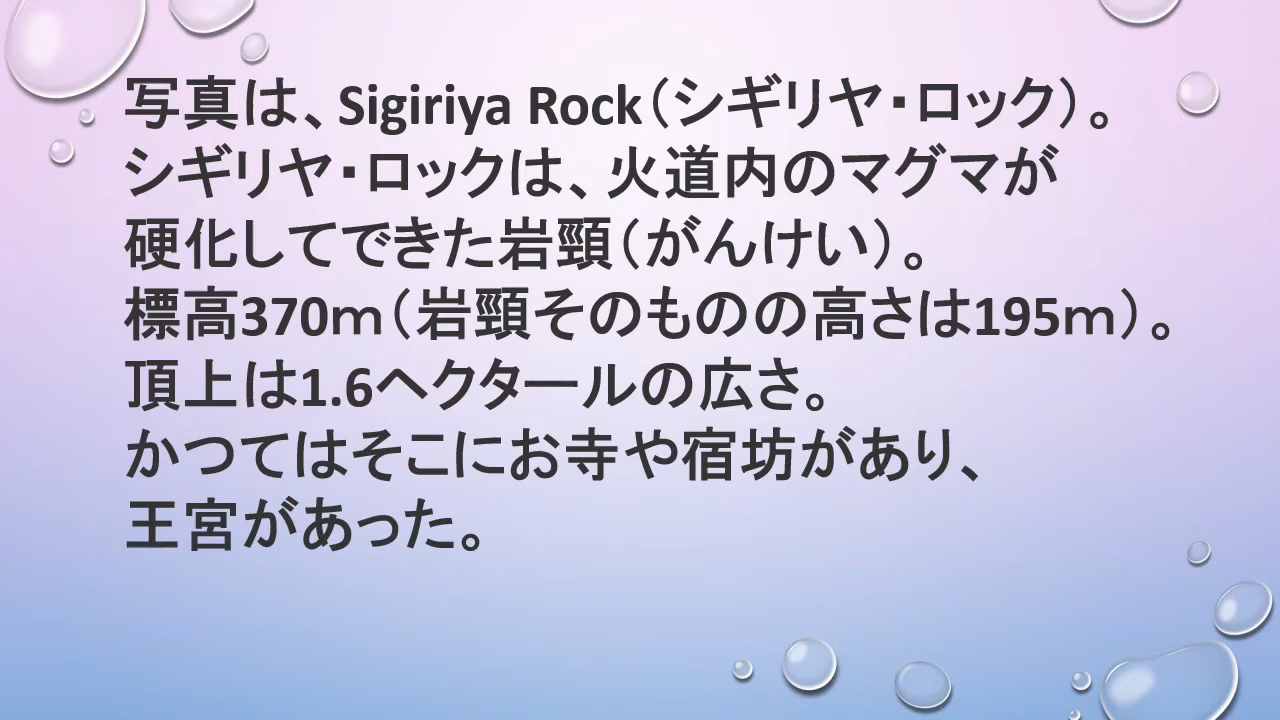 写真は、Sigiriya Rock（シギリヤ・ロック）。
シギリヤ・ロックは、火道内のマグマが
硬化してできた岩頸（がんけい）。
標高370ｍ（岩頸そのものの高さは195ｍ）。
頂上は1.6ヘクタールの広さ。
かつてはそこにお寺や宿坊があり、
王宮があった。